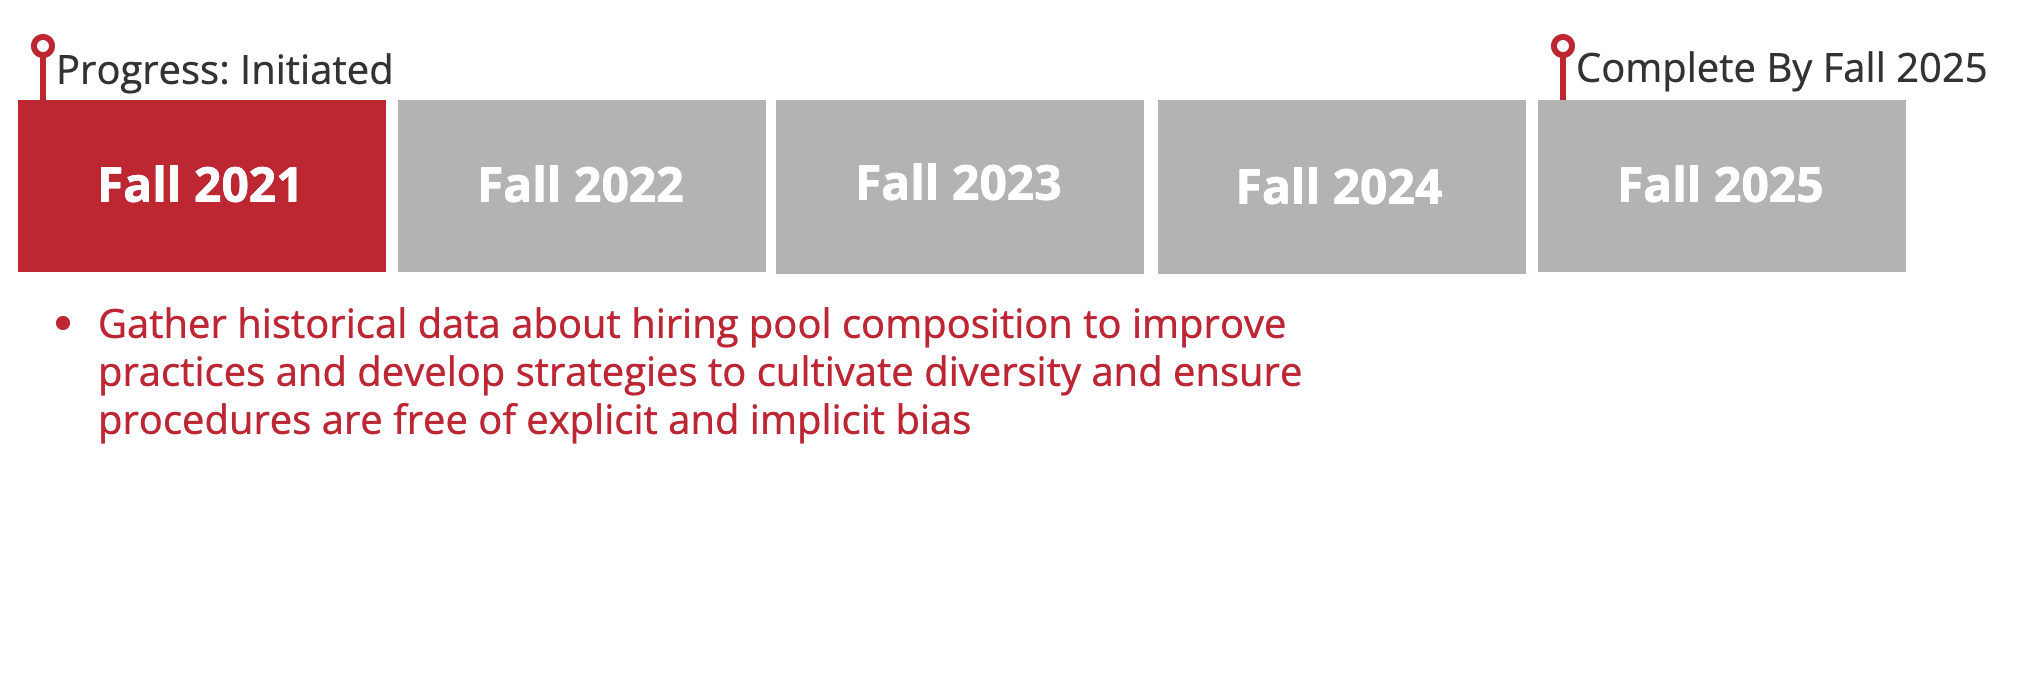 Progress: Initiated
Complete By Fall 2025
Fall 2021
Fall 2022
Fall 2023
Fall 2024
Fall 2025
• Gather historical data about hiring pool composition to improve
practices and develop strategies to cultivate diversity and ensure
procedures are free of explicit and implicit bias